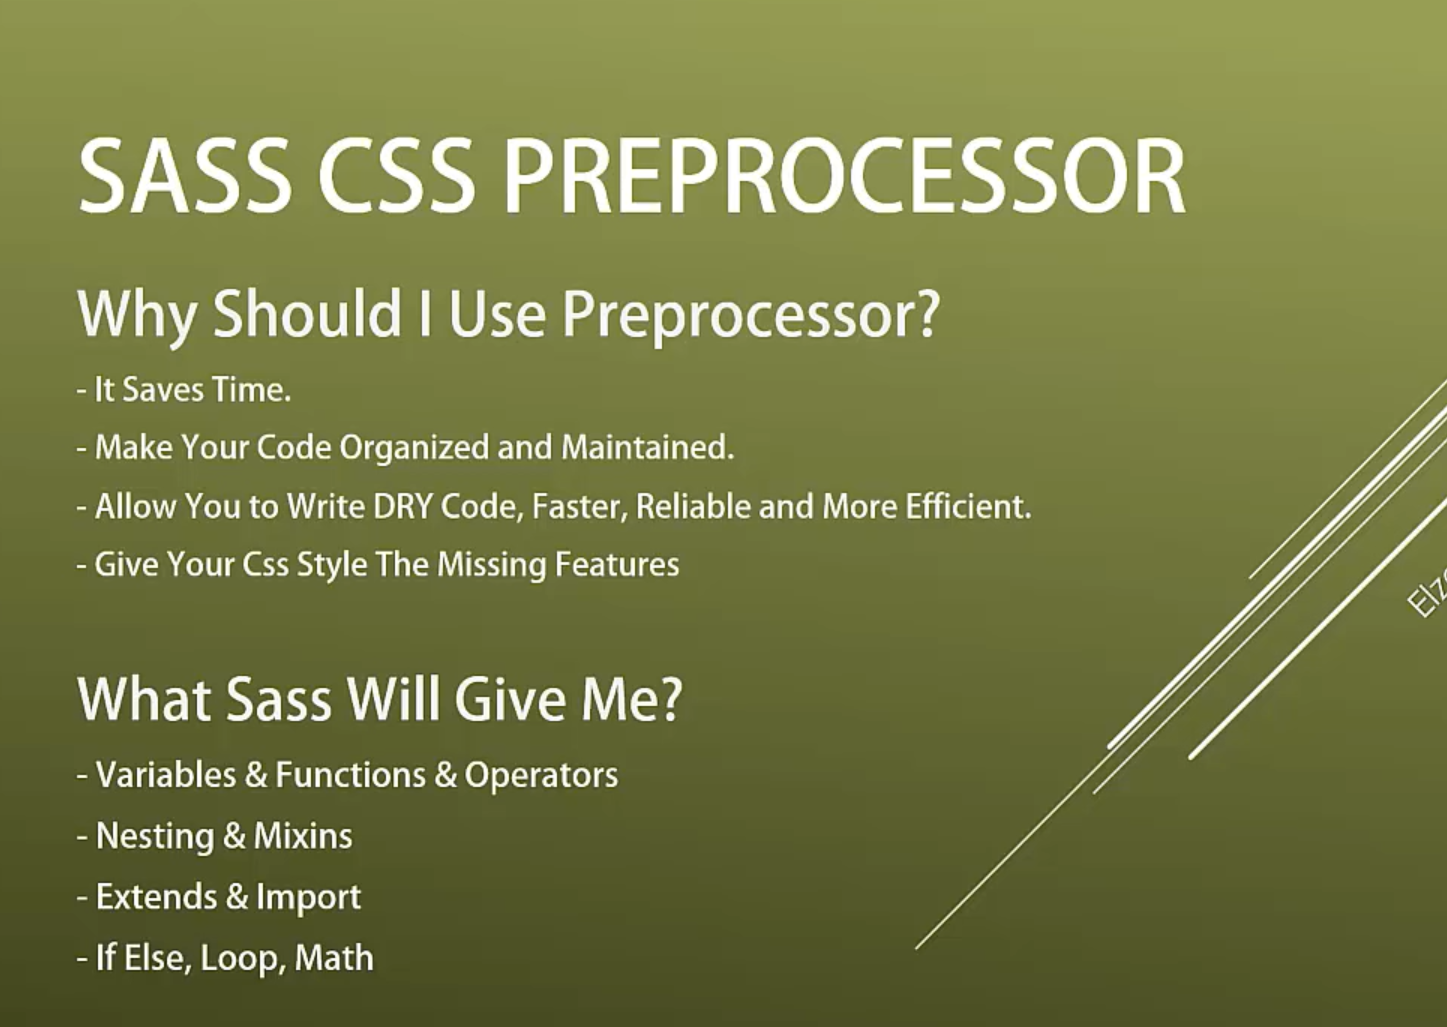 SASS CSS PREPROCESSOR
Why Should I Use Preprocessor?
- It Saves Time.
- Make Your Code Organized and Maintained.
- Allow You to Write DRY Code, Faster, Reliable and More Efficient.
- Give Your Css Style The Missing Features
What Sass Will Give Me?
- Variables & Functions & Operators
- Nesting & Mixins
- Extends & Import
- If Else, Loop, Math